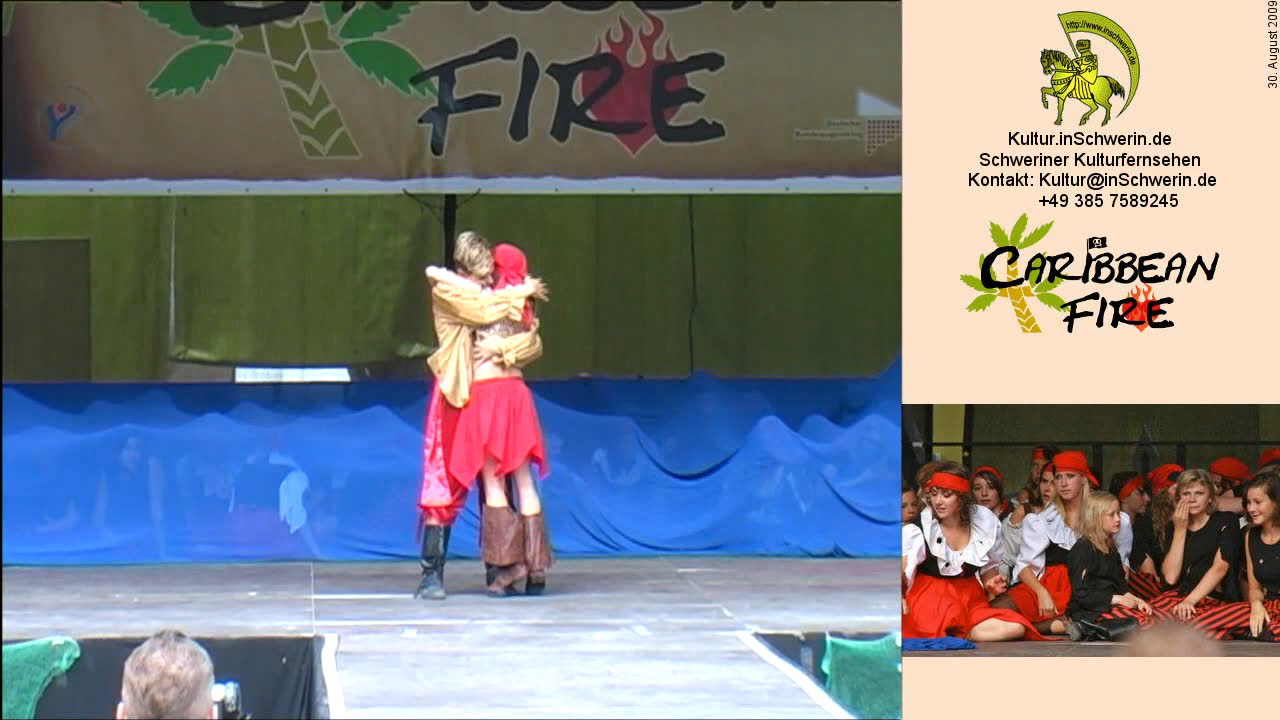 CARIBBEAN
FIRE
http://www.inschwerin.de
30. August 2009
Kultur.inSchwerin.de
Schweriner Kulturfernsehen
Kontakt: Kultur@inSchwerin.de
+49 385 7589245
CARIBBEAN
FIRE